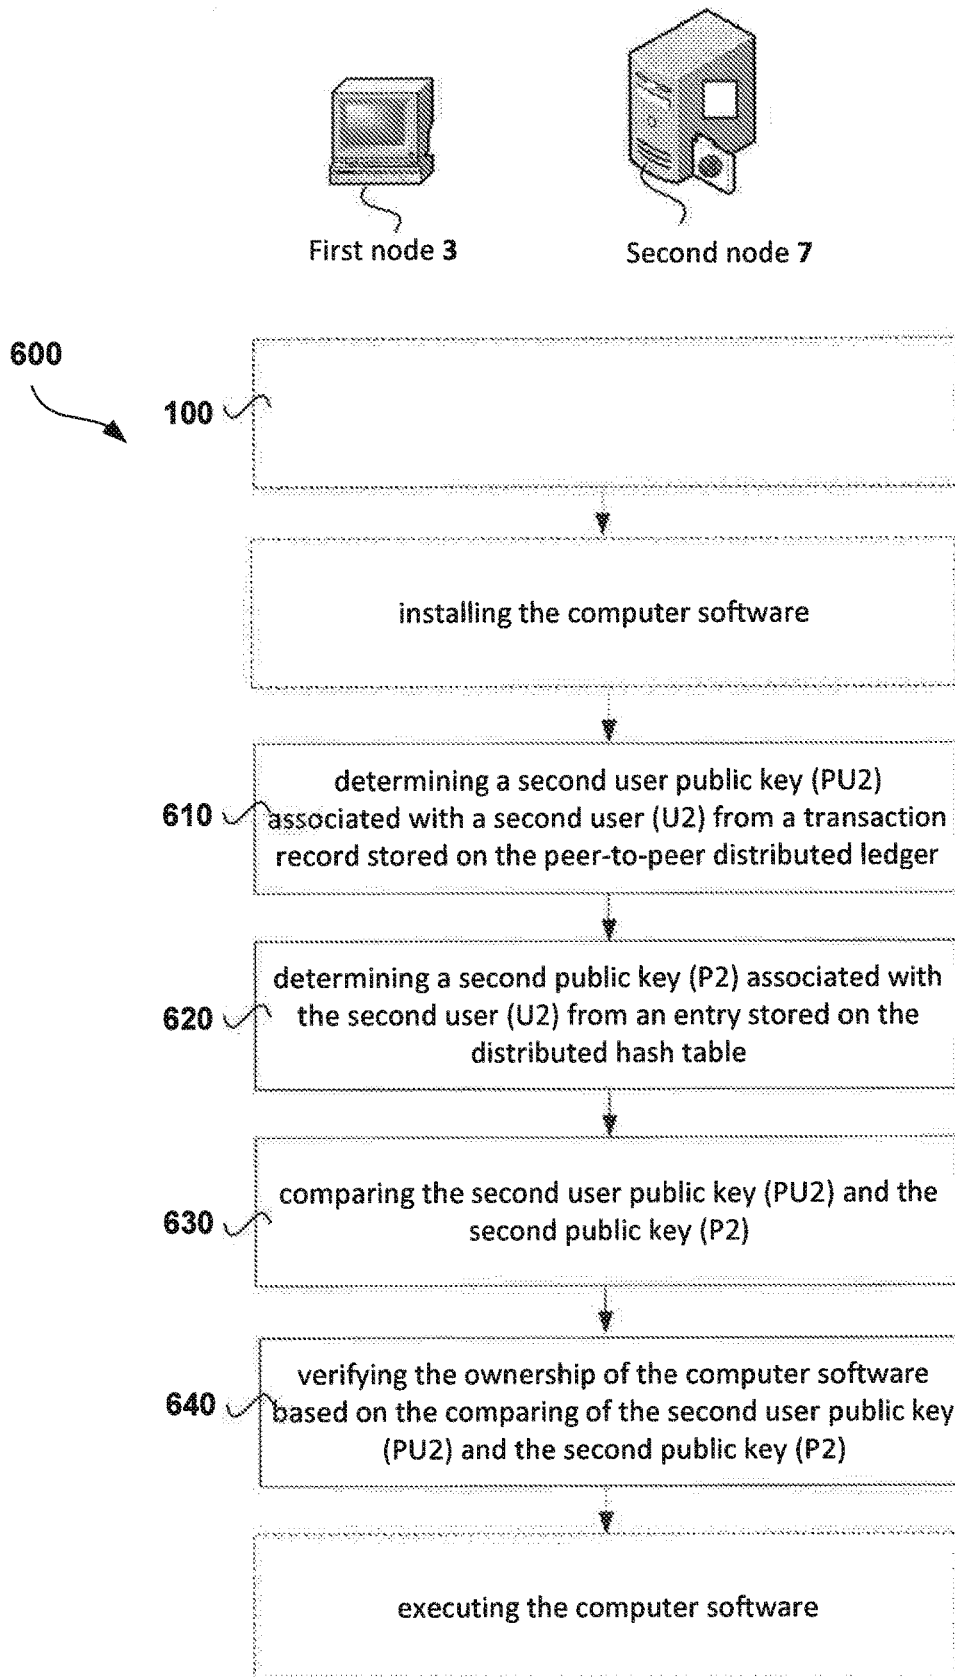 First node 3
Second node 7
600
100
installing the computer software
610
determining a second user public key (PU2)
associated with a second user (U2) from a transaction
record stored on the peer-to-peer distributed ledger
620
determining a second public key (P2) associated with
the second user (U2) from an entry stored on the
distributed hash table
630
comparing the second user public key (PU2) and the
second public key (P2)
640
verifying the ownership of the computer software
based on the comparing of the second user public key
(PU2) and the second public key (P2)
executing the computer software